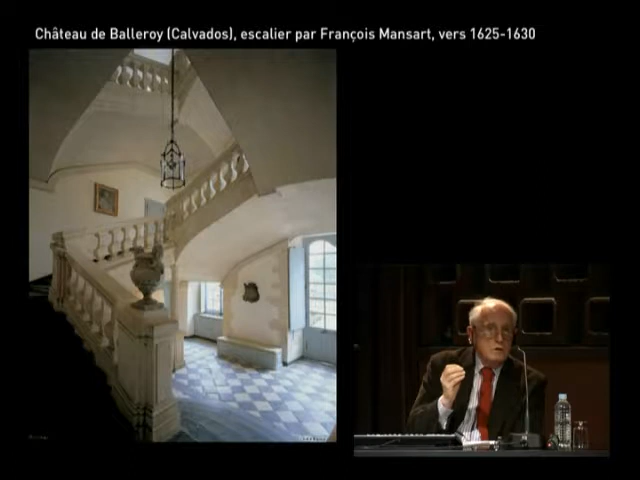 Château de Balleroy (Calvados), escalier par François Mansart, vers 1625-1630